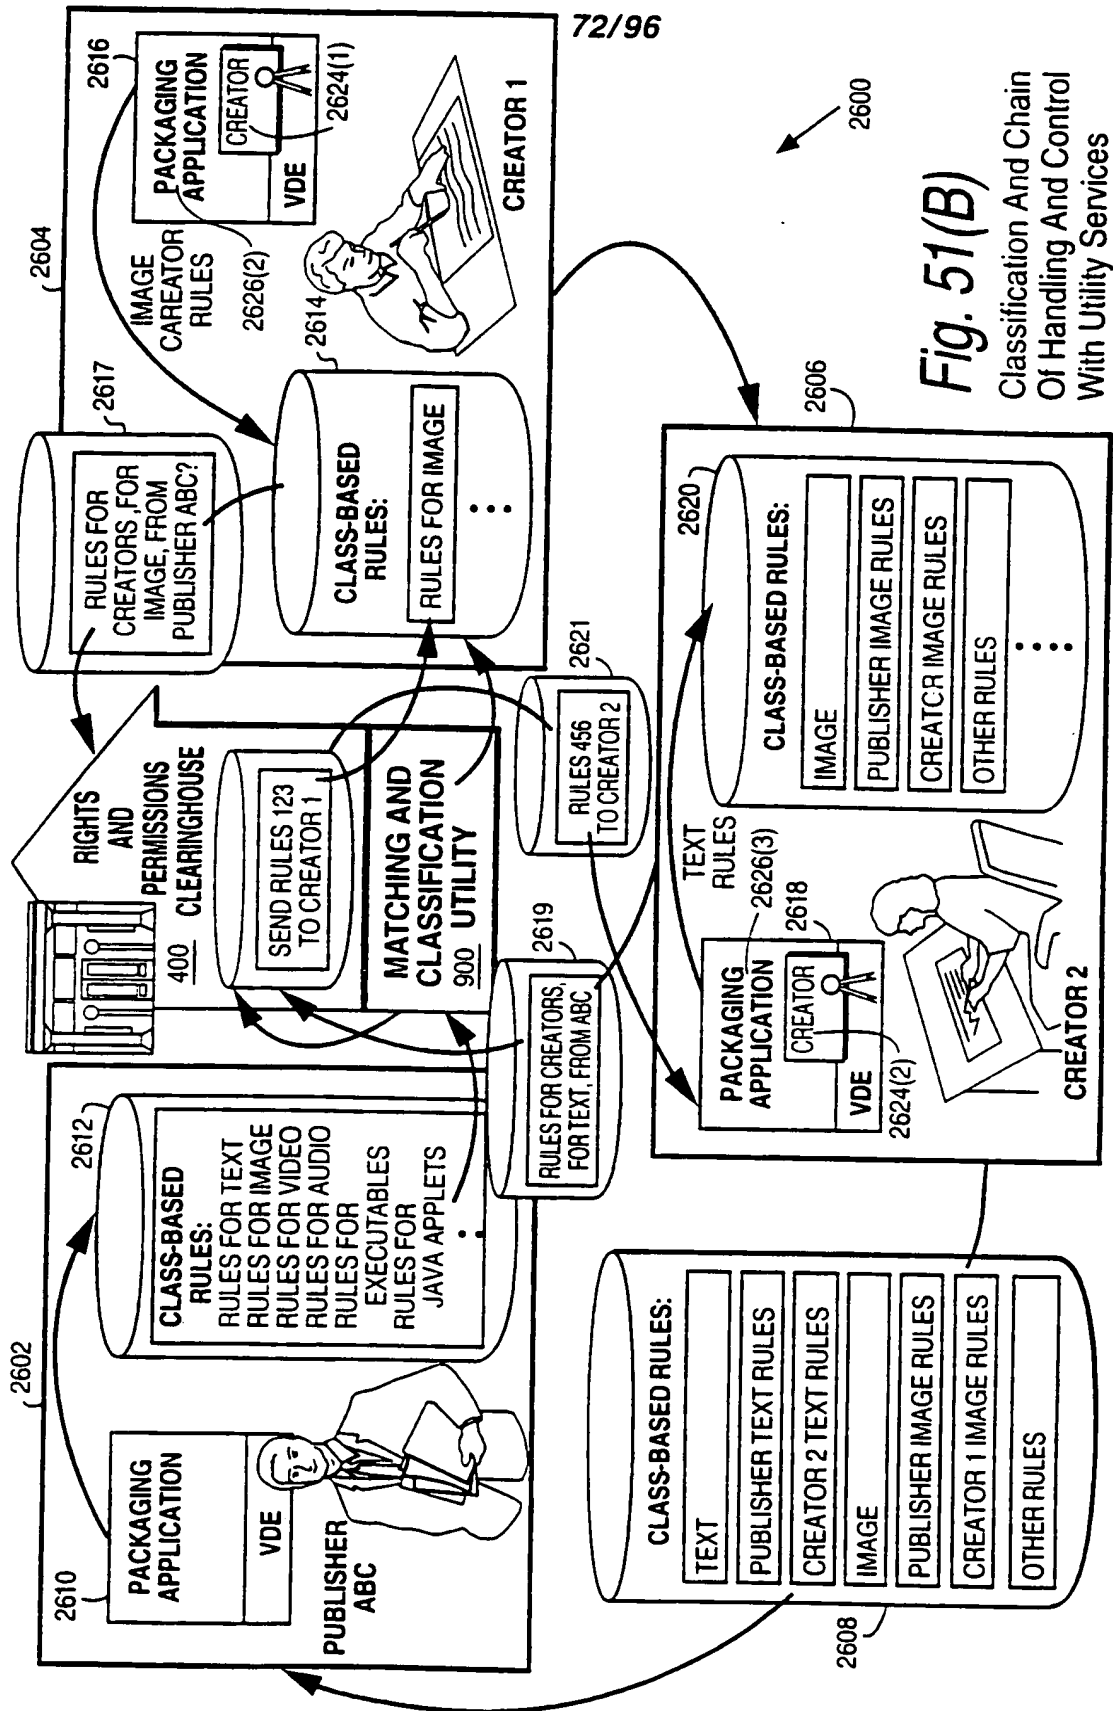 72/96
2602
2610
PACKAGING
APPLICATION
VDE
PUBLISHER
ABC
2612
CLASS-BASED
RULES:
RULES FOR TEXT
RULES FOR IMAGE
RULES FOR VIDEO
RULES FOR AUDIO
RULES FOR
EXECUTABLES
RULES FOR
JAVA APPLETS
RIGHTS
AND
PERMISSIONS
CLEARINGHOUSE
400
SEND RULES 123
TO CREATOR 1
MATCHING AND
CLASSIFICATION
900 UTILITY
2617
RULES FOR
CREATORS ,FOR
IMAGE, FROM
PUBLISHER ABC?
2604
2616
PACKAGING
APPLICATION
CREATOR
VDE
2624(1)
IMAGE
CAREATOR
RULES
2626(2)
2614
CLASS-BASED
RULES:
RULES FOR IMAGE
CREATOR 1
2619
RULES FOR CREATORS,
FOR TEXT, FROM ABC
2621
RULES 456
TO CREATOR 2
2608
CLASS-BASED RULES:
TEXT
PUBLISHER TEXT RULES
CREATOR 2 TEXT RULES
IMAGE
PUBLISHER IMAGE RULES
CREATOR 1 IMAGE RULES
OTHER RULES
2606
PACKAGING
APPLICATION
2626(3)
2618
CREATOR
VDE
2624(2)
TEXT
RULES
CREATOR 2
2620
CLASS-BASED RULES:
IMAGE
PUBLISHER IMAGE RULES
CREATCR IMAGE RULES
OTHER RULES
2600
Fig. 51(B)
Classification And Chain
Of Handling And Control
With Utility Services